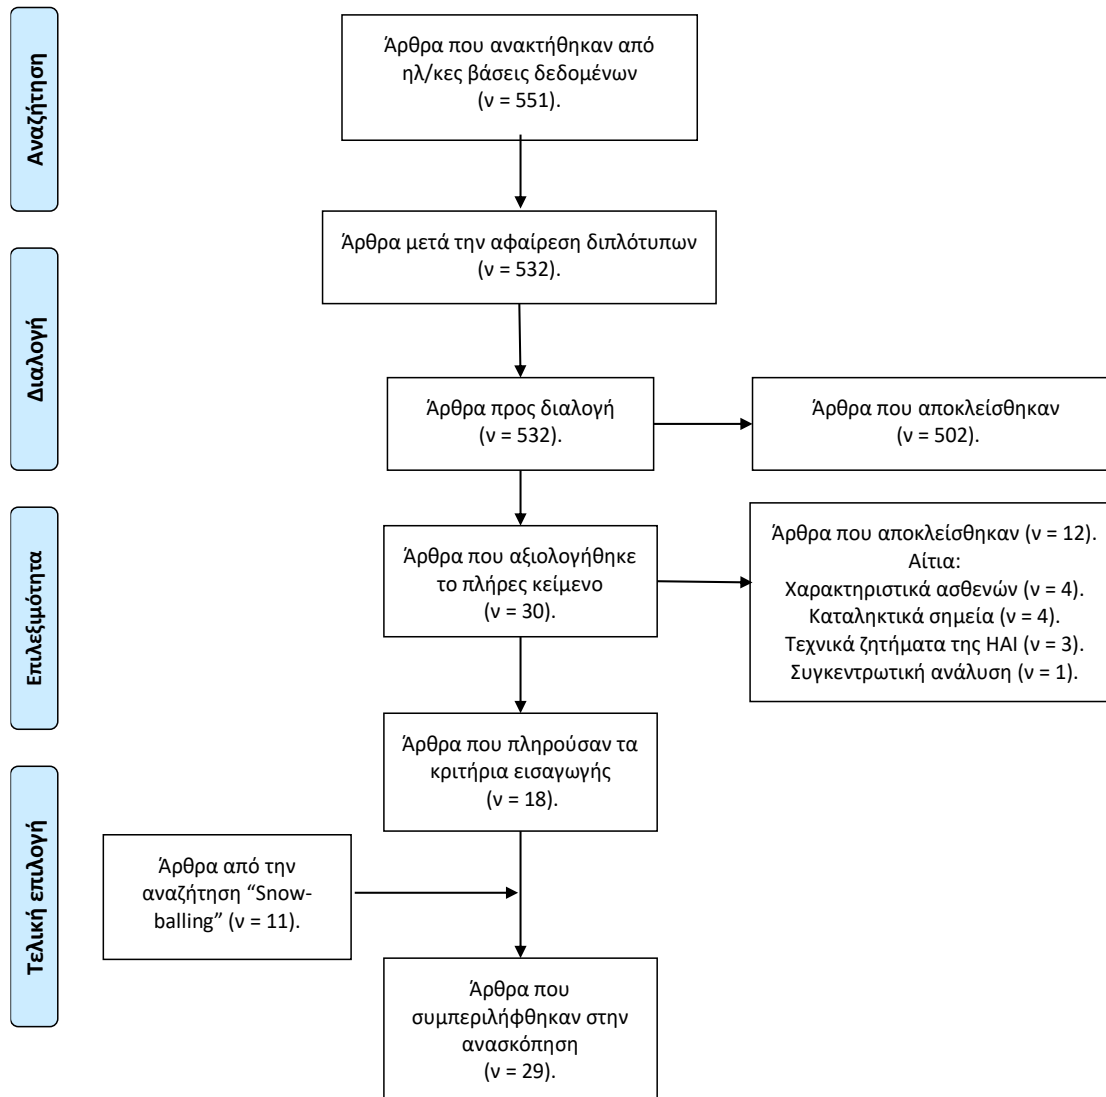 Αναζήτηση
Άρθρα που ανακτήθηκαν από
ηλ/κες βάσεις δεδομένων
(ν = 551).
Άρθρα μετά την αφαίρεση διπλότυπων
(ν = 532).
Διαλογή
Άρθρα προς διαλογή
(ν = 532).
Άρθρα που αποκλείσθηκαν
(ν = 502).
Επιλεξιμότητα
Άρθρα που αξιολογήθηκε
το πλήρες κείμενο
(ν = 30).
Άρθρα που αποκλείσθηκαν (ν = 12).
Αίτια:
Χαρακτηριστικά ασθενών (ν = 4).
Καταληκτικά σημεία (ν = 4).
Τεχνικά ζητήματα της HAI (ν = 3).
Συγκεντρωτική ανάλυση (ν = 1).
Άρθρα που πληρούσαν τα
κριτήρια εισαγωγής
(ν = 18).
Τελική επιλογή
Άρθρα από την
αναζήτηση “Snow-
balling” (ν = 11).
Άρθρα που
συμπεριλήφθηκαν στην
ανασκόπηση
(ν = 29).